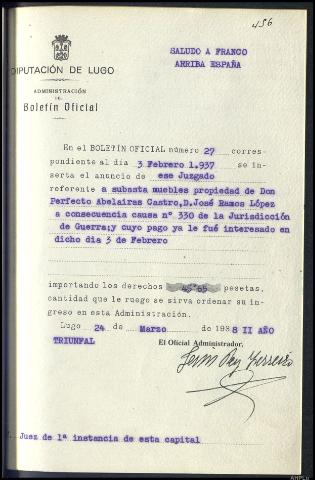 456
SALUDO A FRANCO
ARRIBA ESPAÑA
DIPUTACIÓN DE LUGO
ADMINISTRACIÓN
DEL
Boletín Oficial
En el BOLETÍN OFICIAL número 27 corres-
pondiente al día 3 Febrero 1.937 se in-
serta el anuncio de ese Juzgado
referente a subasta muebles propiedad de Don
Perfecto Abelairas Castro,D.José Ramos López
a consecuencia causa nº 330 de la Jurisdicción
de Guerra;y cuyo pago ya le fué interesado en
dicho dia 3 de Febrero
importando los derechos 45'65 pesetas,
cantidad que le ruego se sirva ordenar su in-
greso en esta Administración.
Lugo 24 de Marzo de 1938 II AÑO
TRIUNFAL
El Oficial Administrador,
Juez de 1ª instancia de esta capital
AHPLu